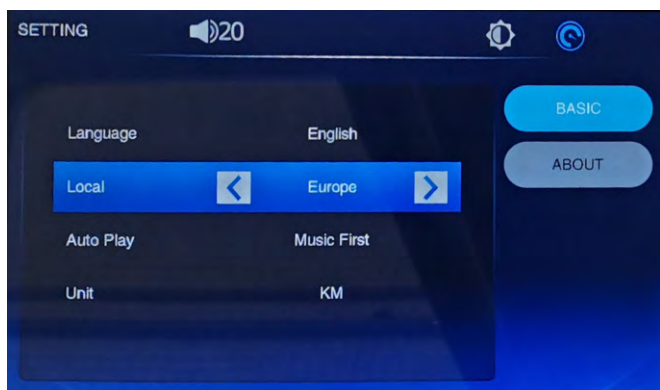 SETTING 20
BASIC
Language English
ABOUT
Local Europe
Auto Play Music First
Unit KM